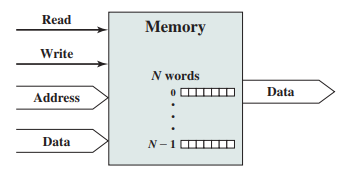 Read
Memory
Write
N words
0
Address
Data
Data
N – 1